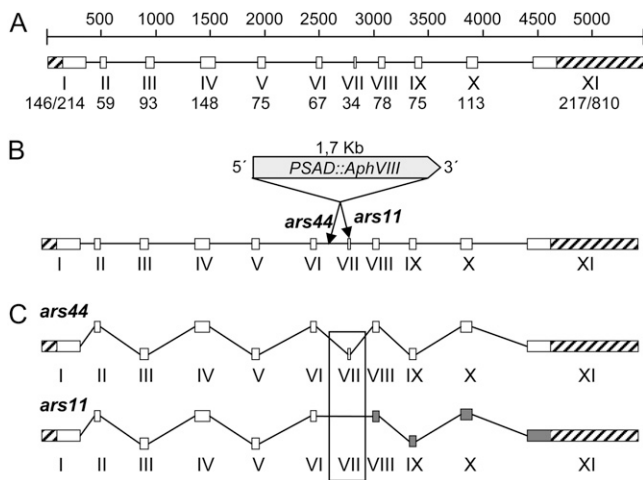 A
500 1000 1500 2000 2500 3000 3500 4000 4500 5000
I II III IV V VI VII VIII IX X XI
146/214 59 93 148 75 67 34 78 75 113 217/810
B
1,7 Kb
5´ PSAD::AphVIII 3´
ars44 ars11
I II III IV V VI VII VIII IX X XI
C
ars44
I II III IV V VI VII VIII IX X XI
ars11
I II III IV V VI VII VIII IX X XI